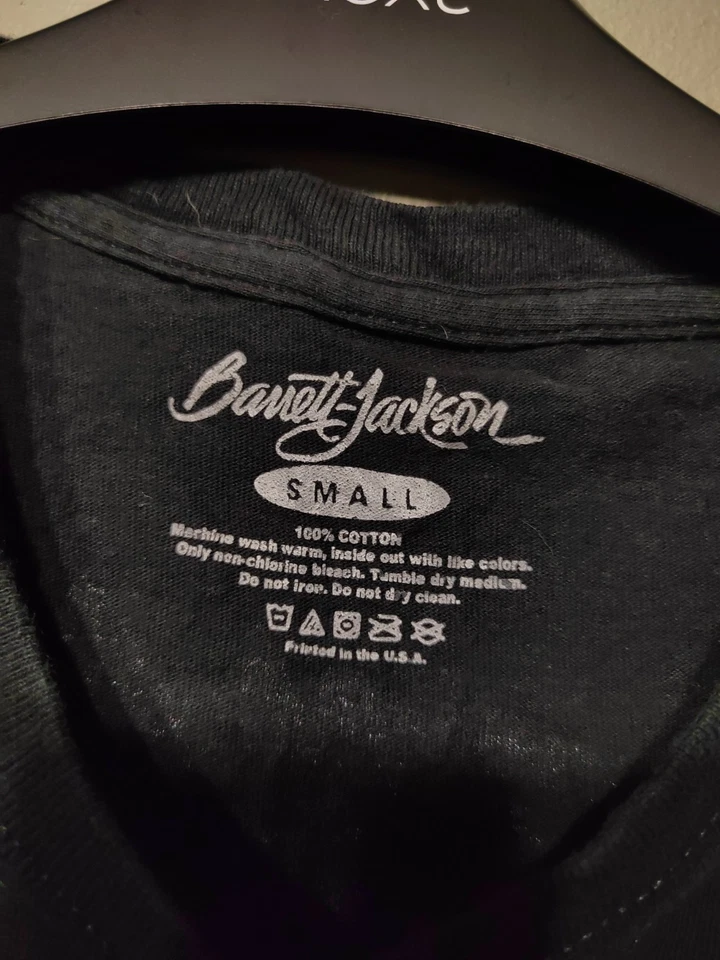 Barrett-Jackson
SMALL
100% COTTON
Machine wash warm, inside out with like colors.
Only non-chlorine bleach. Tumble dry medium.
Do not iron. Do not dry clean.
Printed in the U.S.A.